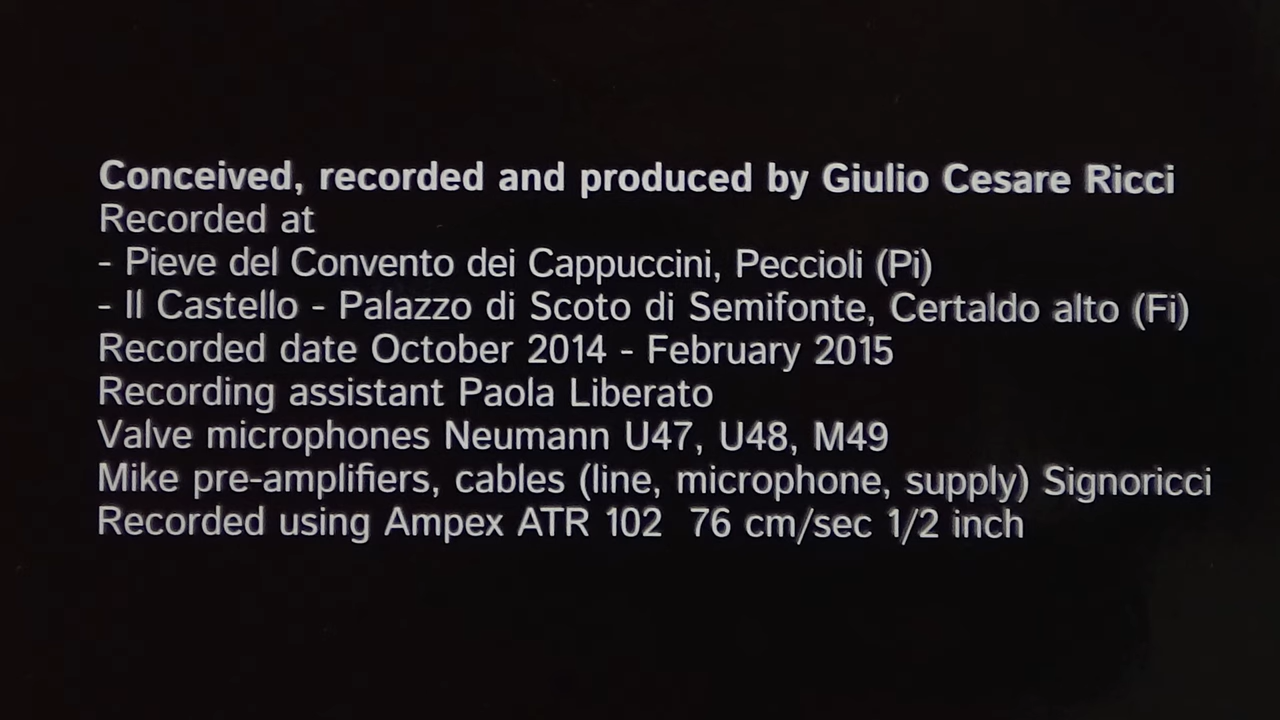 Conceived, recorded and produced by Giulio Cesare Ricci
Recorded at
- Pieve del Convento dei Cappuccini, Peccioli (Pi)
- Il Castello - Palazzo di Scoto di Semifonte, Certaldo alto (Fi)
Recorded date October 2014 - February 2015
Recording assistant Paola Liberato
Valve microphones Neumann U47, U48, M49
Mike pre-amplifiers, cables (line, microphone, supply) Signoricci
Recorded using Ampex ATR 102  76 cm/sec 1/2 inch